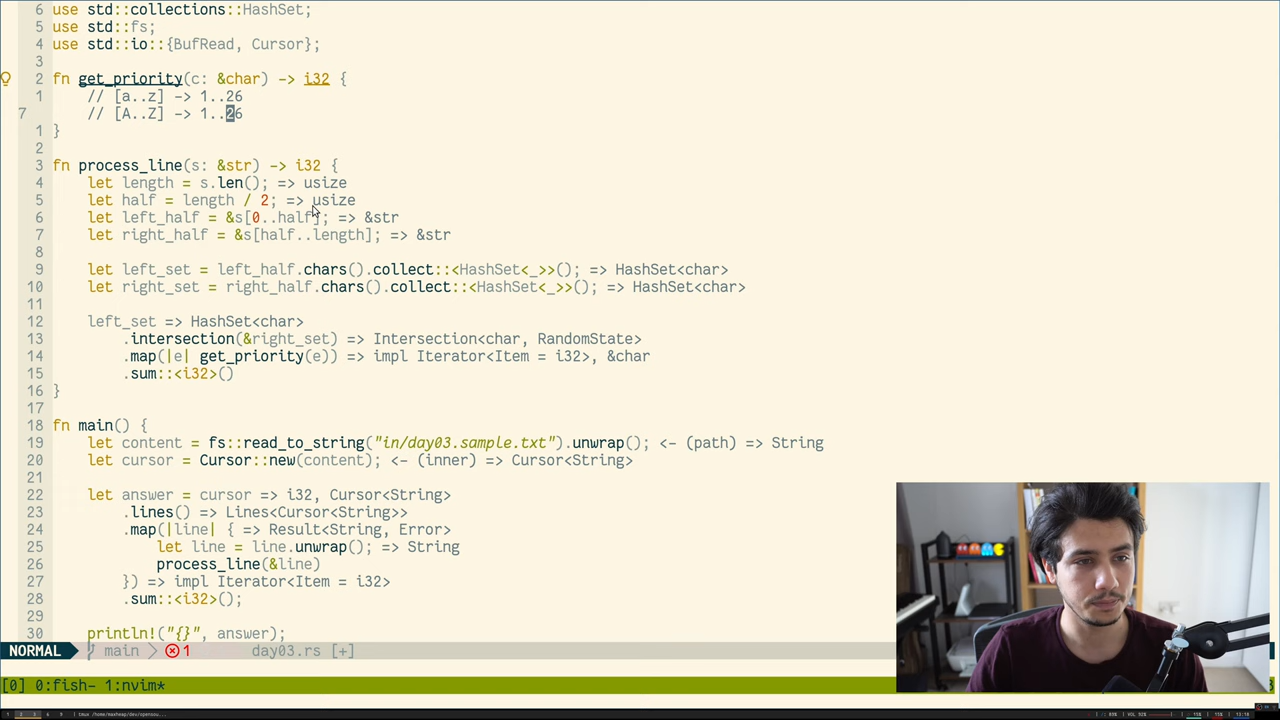 6 use std::collections::HashSet;
5 use std::fs;
4 use std::io::{BufRead, Cursor};
3
2 fn get_priority(c: &char) -> i32 {
1     // [a..z] -> 1..26
7     // [A..Z] -> 1..26
1 }
2
3 fn process_line(s: &str) -> i32 {
4     let length = s.len(); => usize
5     let half = length / 2; => usize
6     let left_half = &s[0..half]; => &str
7     let right_half = &s[half..length]; => &str
8
9     let left_set = left_half.chars().collect::<HashSet<_>>(); => HashSet<char>
10     let right_set = right_half.chars().collect::<HashSet<_>>(); => HashSet<char>
11
12     left_set => HashSet<char>
13         .intersection(&right_set) => Intersection<char, RandomState>
14         .map(|e| get_priority(e)) => impl Iterator<Item = i32>, &char
15         .sum::<i32>()
16 }
17
18 fn main() {
19     let content = fs::read_to_string("in/day03.sample.txt").unwrap(); <- (path) => String
20     let cursor = Cursor::new(content); <- (inner) => Cursor<String>
21
22     let answer = cursor => i32, Cursor<String>
23         .lines() => Lines<Cursor<String>>
24         .map(|line| { => Result<String, Error>
25             let line = line.unwrap(); => String
26             process_line(&line)
27         }) => impl Iterator<Item = i32>
28         .sum::<i32>();
29
30     println!("{}", answer);
NORMAL main 1 day03.rs [+]
[0] 0:fish- 1:nvim*